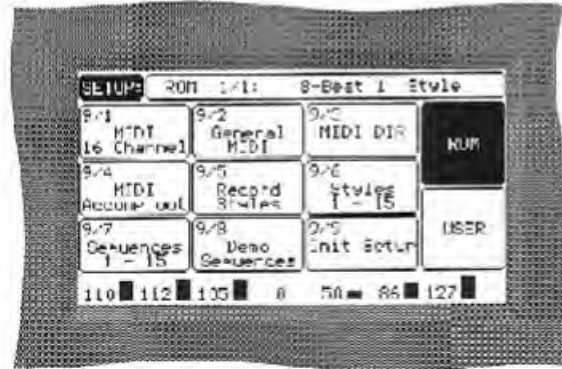 SETUP: ROM 1/1: 8-Beat 1 Style
9/1 9/2 9/3
MIDI 16 Channel General MIDI MIDI DIR ROM
9/4 9/5 9/6
MIDI Accomp out Record Styles Styles 1 - 15
9/7 9/8 9/9 USER
Sequences 1 - 15 Demo Sequences Init Setup
110 112 105 0 50 86 127